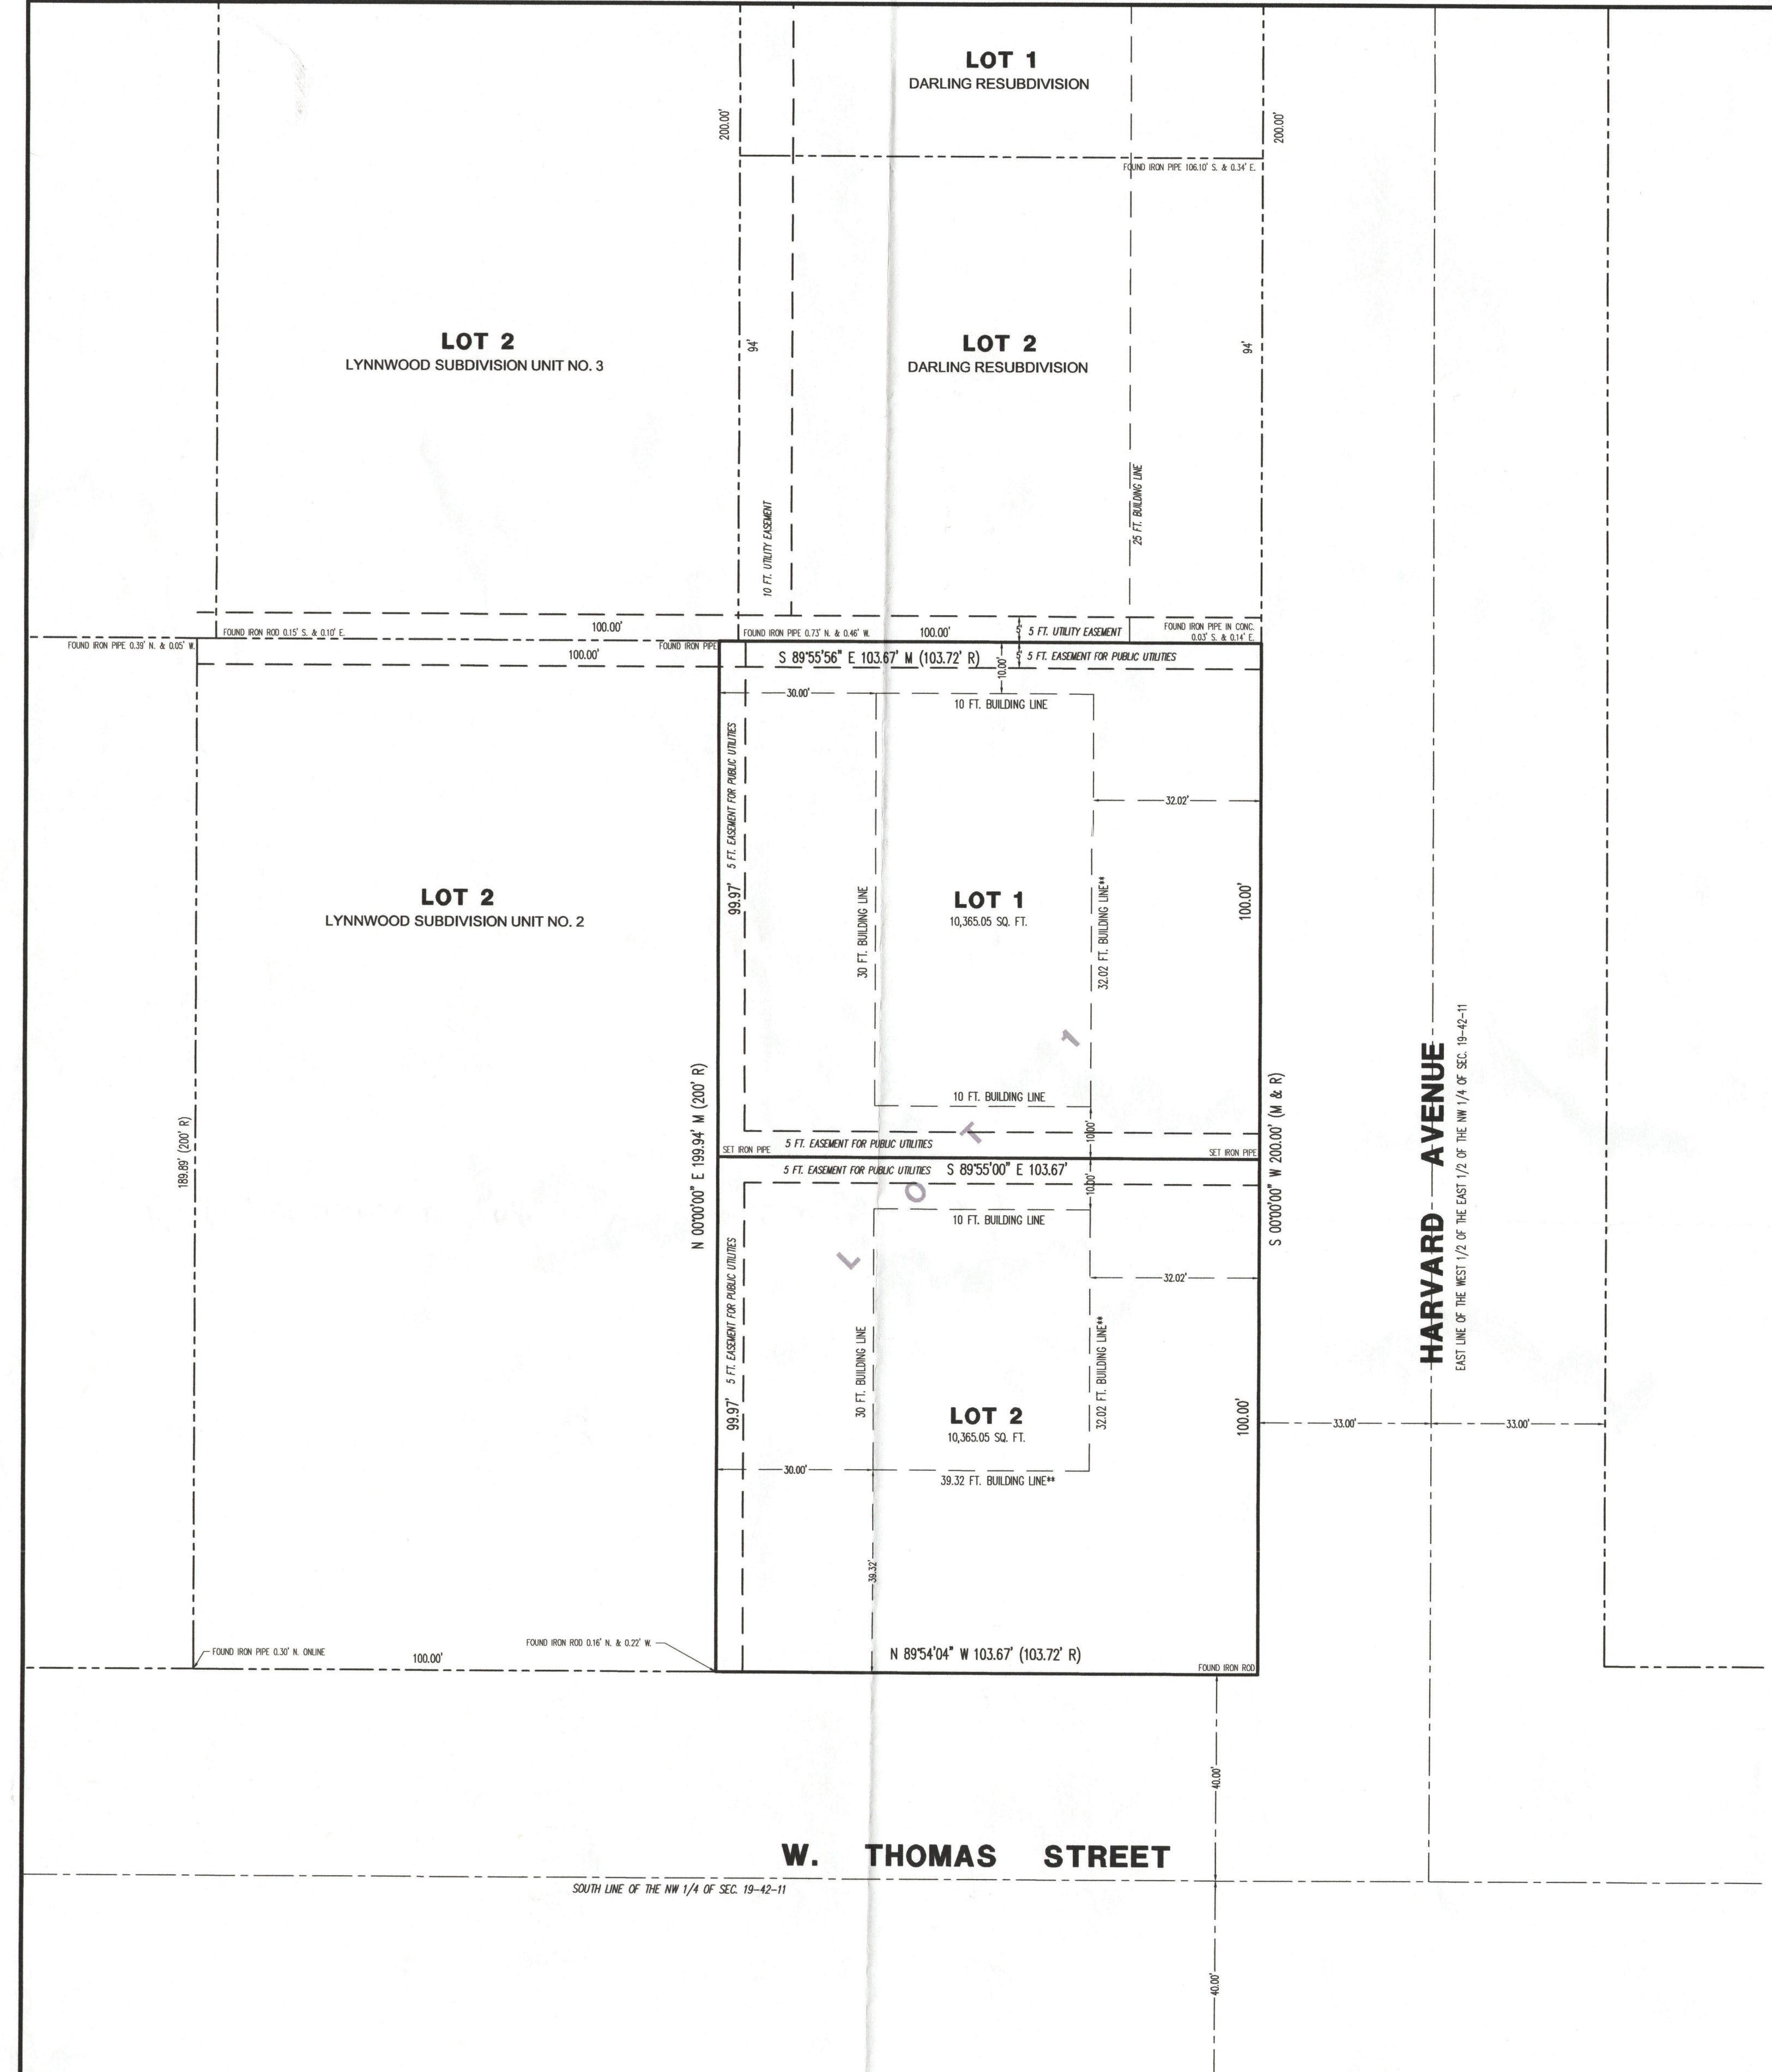 LOT 1
DARLING RESUBDIVISION
200.00'
200.00'
FOUND IRON PIPE 106.10' S. & 0.34' E.
LOT 2
LYNNWOOD SUBDIVISION UNIT NO. 3
94'
LOT 2
DARLING RESUBDIVISION
94'
10 FT. UTILITY EASEMENT
25 FT. BUILDING LINE
FOUND IRON ROD 0.15' S. & 0.10' E.
100.00'
FOUND IRON PIPE 0.73' N. & 0.46' W.
100.00'
5'
5 FT. UTILITY EASEMENT
FOUND IRON PIPE IN CONC.
0.03' S. & 0.14' E.
FOUND IRON PIPE 0.39' N. & 0.05' W.
100.00'
FOUND IRON PIPE
S 89°55'56" E 103.67' M (103.72' R)
10.00'
5'
5 FT. EASEMENT FOR PUBLIC UTILITIES
30.00'
10 FT. BUILDING LINE
5 FT. EASEMENT FOR PUBLIC UTILITIES
32.02'
99.97'
30 FT. BUILDING LINE
LOT 1
10,365.05 SQ. FT.
32.02 FT. BUILDING LINE**
100.00'
LOT 2
LYNNWOOD SUBDIVISION UNIT NO. 2
LOT 1
10 FT. BUILDING LINE
10.00'
N 00°00'00" E 199.94' M (200' R)
S 00°00'00" W 200.00' (M & R)
189.89' (200' R)
HARVARD AVENUE
EAST LINE OF THE WEST 1/2 OF THE EAST 1/2 OF THE NW 1/4 OF SEC. 19-42-11
5 FT. EASEMENT FOR PUBLIC UTILITIES
SET IRON PIPE
SET IRON PIPE
5 FT. EASEMENT FOR PUBLIC UTILITIES
S 89°55'00" E 103.67'
10.00'
10 FT. BUILDING LINE
5 FT. EASEMENT FOR PUBLIC UTILITIES
32.02'
99.97'
30 FT. BUILDING LINE
LOT 2
10,365.05 SQ. FT.
32.02 FT. BUILDING LINE**
100.00'
33.00'
33.00'
30.00'
39.32 FT. BUILDING LINE**
39.32'
FOUND IRON PIPE 0.30' N. ONLINE
100.00'
FOUND IRON ROD 0.16' N. & 0.22' W.
N 89°54'04" W 103.67' (103.72' R)
FOUND IRON ROD
40.00'
W. THOMAS STREET
SOUTH LINE OF THE NW 1/4 OF SEC. 19-42-11
40.00'